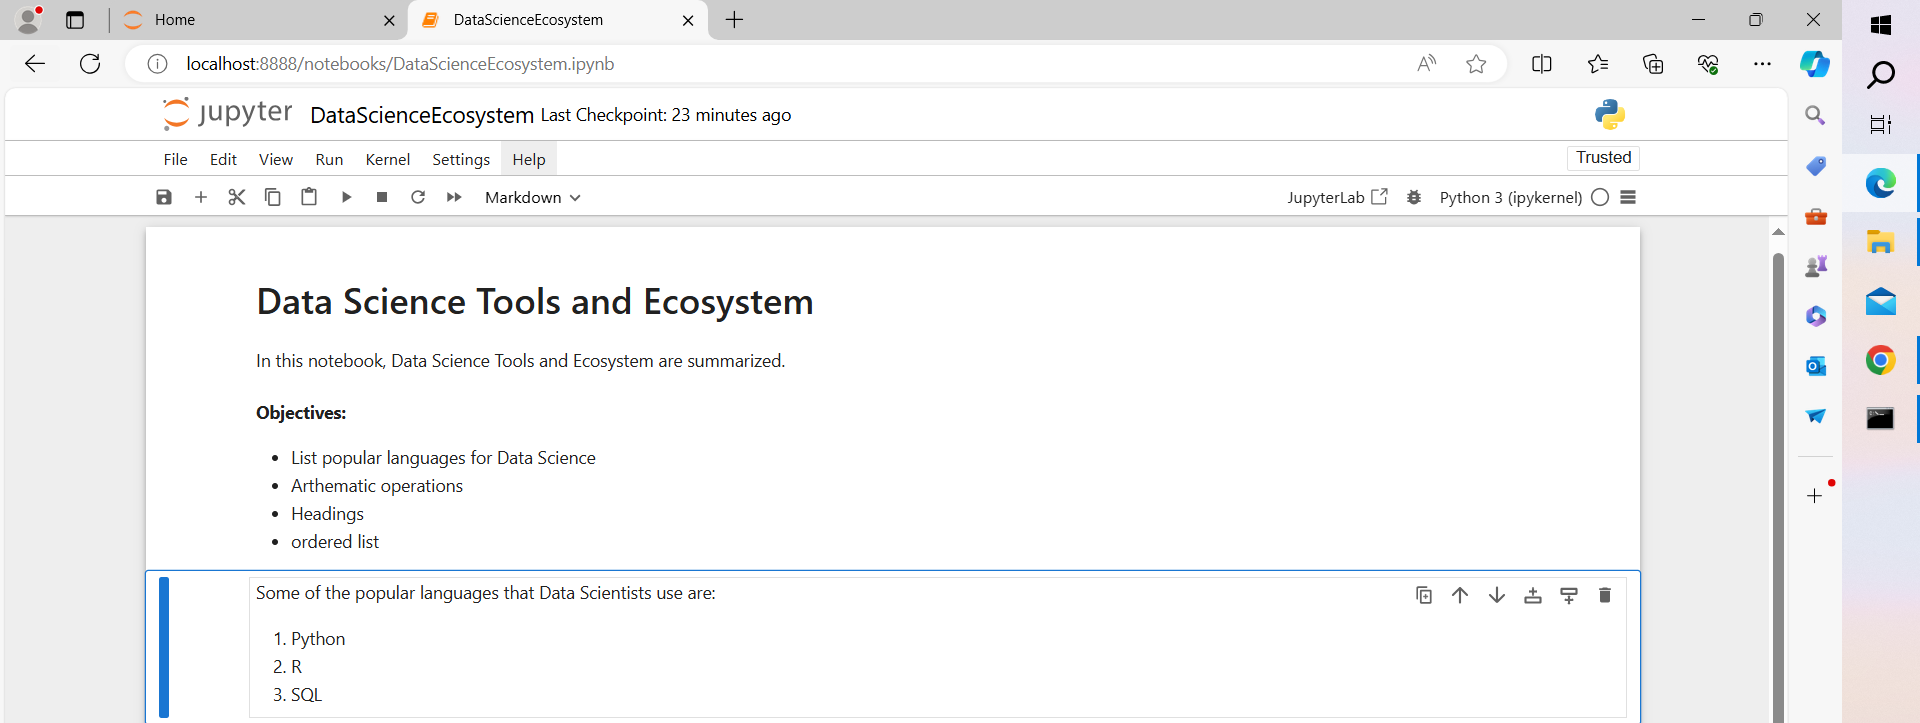 Home
DataScienceEcosystem
localhost:8888/notebooks/DataScienceEcosystem.ipynb
jupyter DataScienceEcosystem Last Checkpoint: 23 minutes ago
File Edit View Run Kernel Settings Help
Trusted
Markdown
JupyterLab
Python 3 (ipykernel)
Data Science Tools and Ecosystem
In this notebook, Data Science Tools and Ecosystem are summarized.
Objectives:
• List popular languages for Data Science
• Arthematic operations
• Headings
• ordered list
Some of the popular languages that Data Scientists use are:
1. Python
2. R
3. SQL